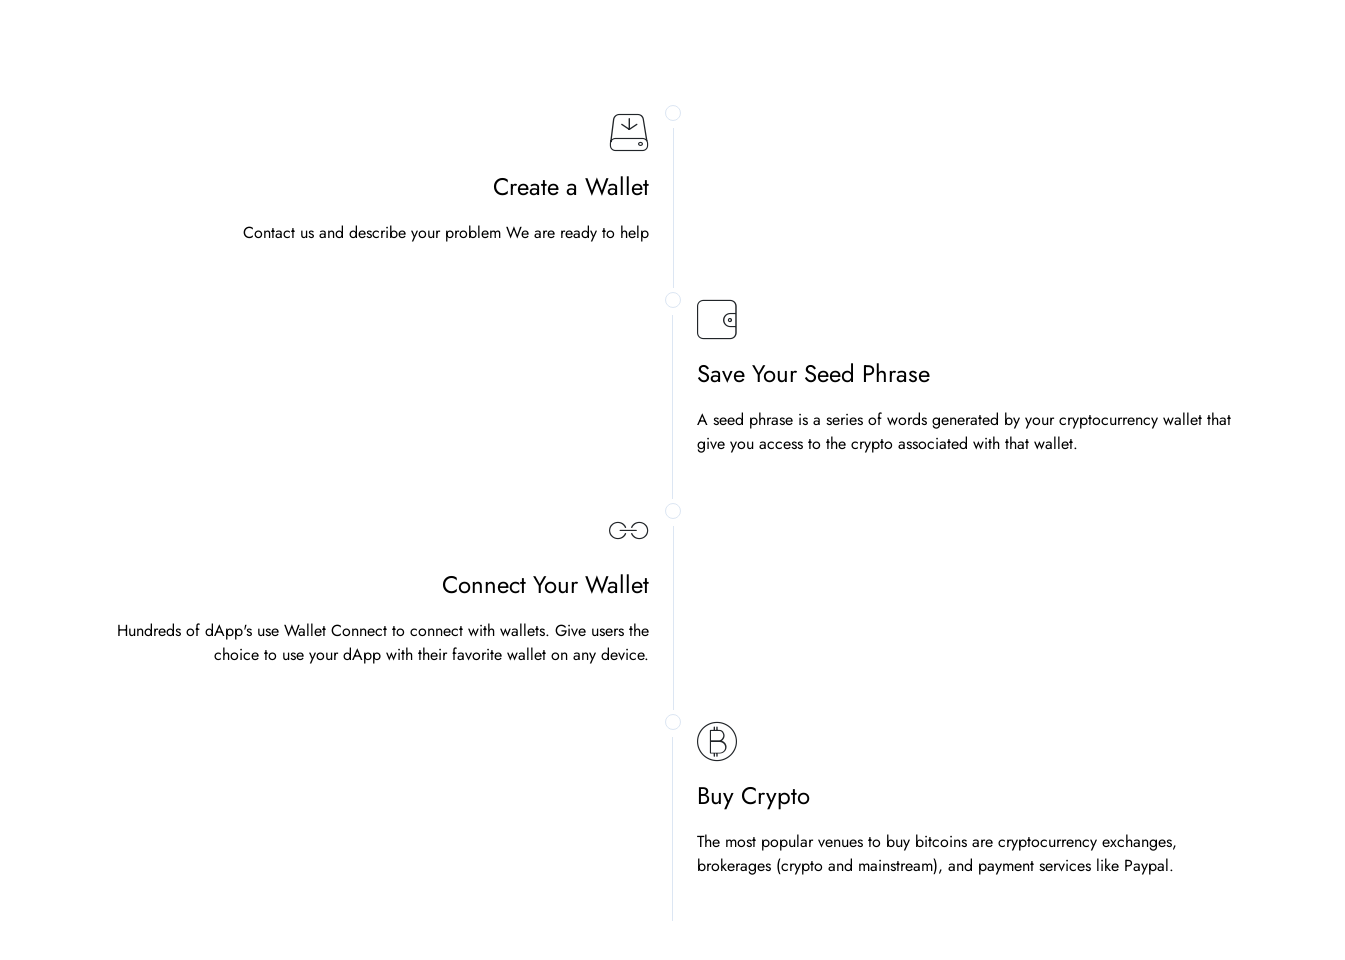 Create a Wallet
Contact us and describe your problem We are ready to help
Save Your Seed Phrase
A seed phrase is a series of words generated by your cryptocurrency wallet that
give you access to the crypto associated with that wallet.
Connect Your Wallet
Hundreds of dApp's use Wallet Connect to connect with wallets. Give users the
choice to use your dApp with their favorite wallet on any device.
Buy Crypto
The most popular venues to buy bitcoins are cryptocurrency exchanges,
brokerages (crypto and mainstream), and payment services like Paypal.